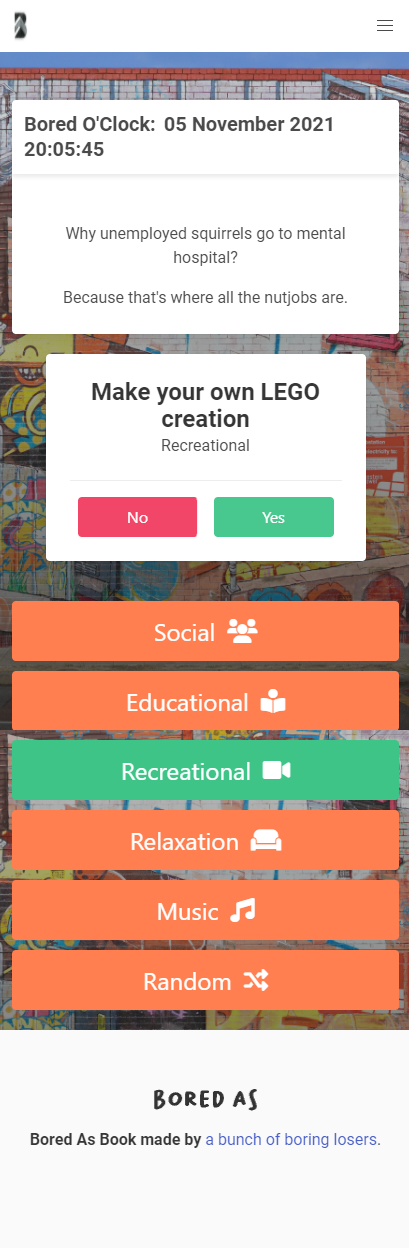 Bored O'Clock: 05 November 2021
20:05:45
Why unemployed squirrels go to mental
hospital?
Because that's where all the nutjobs are.
Make your own LEGO
creation
Recreational
No Yes
Social
Educational
Recreational
Relaxation
Music
Random
BORED AS
Bored As Book made by a bunch of boring losers.